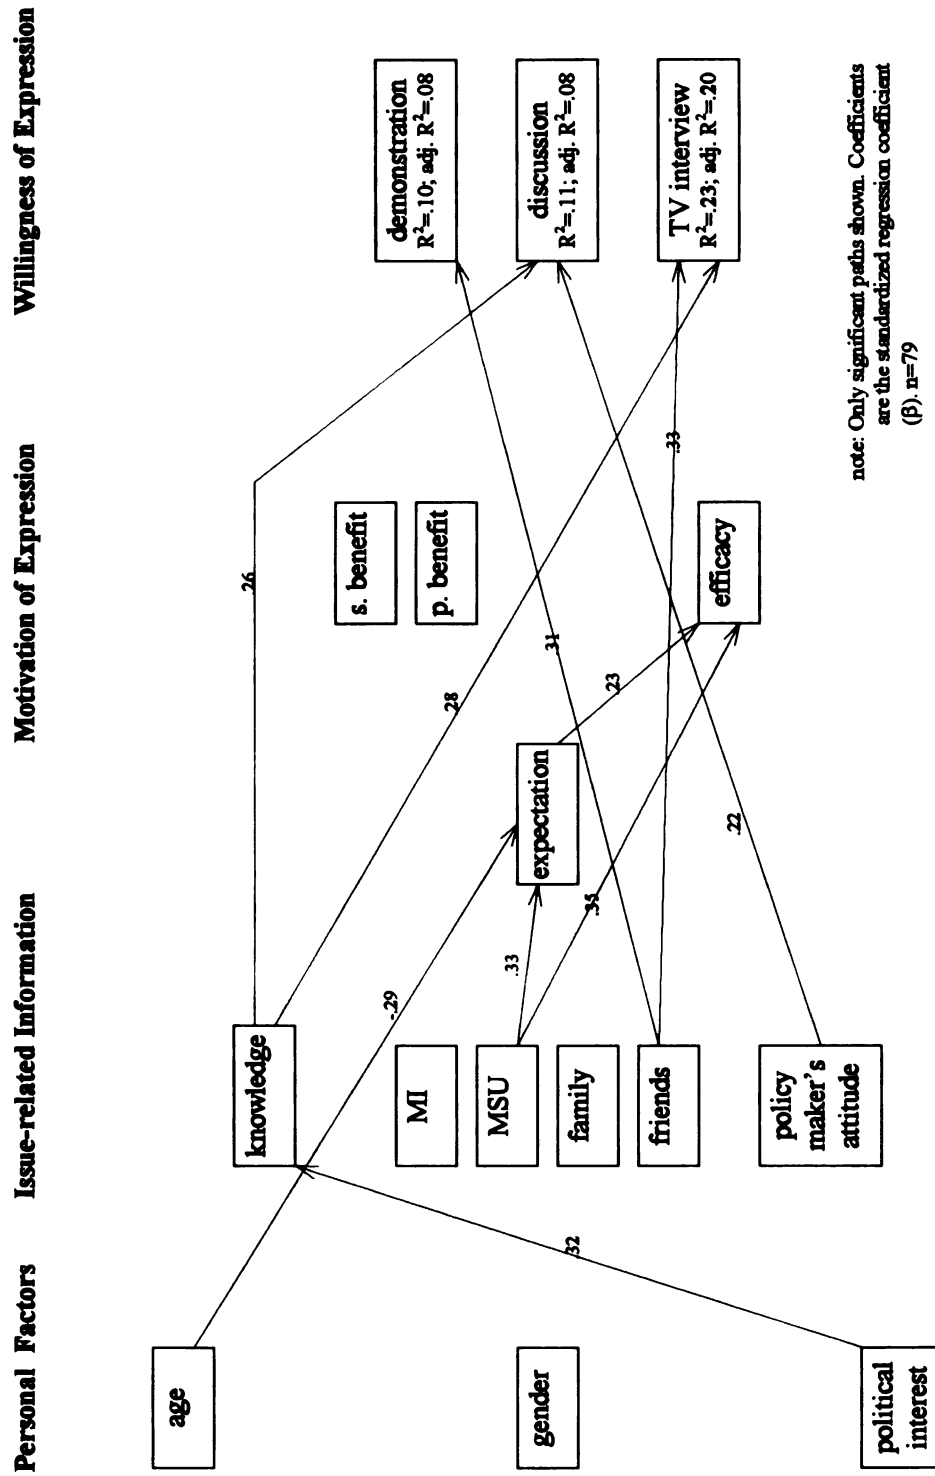 Personal Factors
Issue-related Information
Motivation of Expression
Willingness of Expression
age
gender
political
interest
knowledge
MI
MSU
family
friends
policy
maker's
attitude
expectation
s. benefit
p. benefit
efficacy
demonstration
R²=.10; adj. R²=.08
discussion
R²=.11; adj. R²=.08
TV interview
R²=.23; adj. R²=.20
.26
.28
-.29
.32
.33
.35
.31
.23
.33
.22
note: Only significant paths shown. Coefficients
are the standardized regression coefficient
(β). n=79